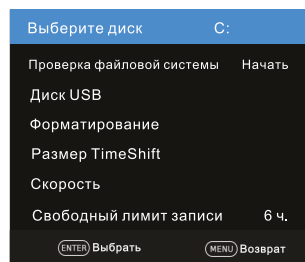 Выберите диск C:
Проверка файловой системы Начать
Диск USB
Форматирование
Размер TimeShift
Скорость
Свободный лимит записи 6 ч.
ENTER Выбрать MENU Возврат